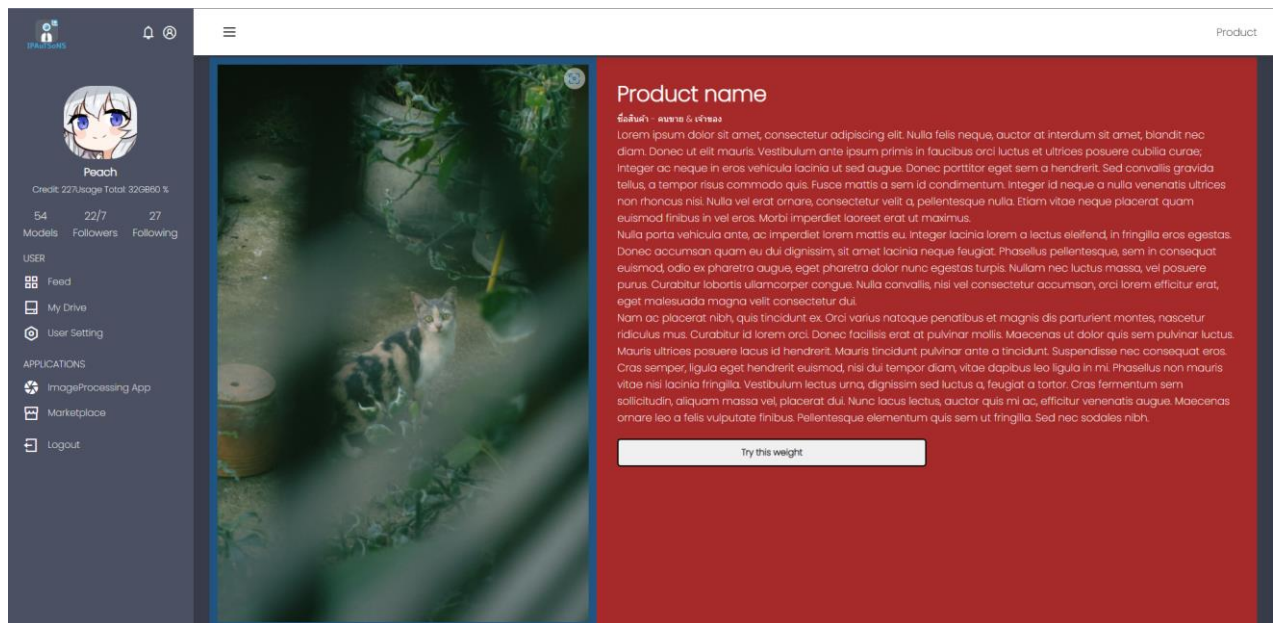 IPAutSoNS
Product
Peach
Credit: 227Usage Total: 32GB60 %
54 22/7 27
Models Followers Following
USER
Feed
My Drive
User Setting
APPLICATIONS
ImageProcessing App
Marketplace
Logout
Product name
ชื่อสินค้า - คนขาย & เจ้าของ
Lorem ipsum dolor sit amet, consectetur adipiscing elit. Nulla felis neque, auctor at interdum sit amet, blandit nec
diam. Donec ut elit mauris. Vestibulum ante ipsum primis in faucibus orci luctus et ultrices posuere cubilia curae;
Integer ac neque in eros vehicula lacinia ut sed augue. Donec porttitor eget sem a hendrerit. Sed convallis gravida
tellus, a tempor risus commodo quis. Fusce mattis a sem id condimentum. Integer id neque a nulla venenatis ultrices
non rhoncus nisi. Nulla vel erat ornare, consectetur velit a, pellentesque nulla. Etiam vitae neque placerat quam
euismod finibus in vel eros. Morbi imperdiet laoreet erat ut maximus.
Nulla porta vehicula ante, ac imperdiet lorem mattis eu. Integer lacinia lorem a lectus eleifend, in fringilla eros egestas.
Donec accumsan quam eu dui dignissim, sit amet lacinia neque feugiat. Phasellus pellentesque, sem in consequat
euismod, odio ex pharetra augue, eget pharetra dolor nunc egestas turpis. Nullam nec luctus massa, vel posuere
purus. Curabitur lobortis ullamcorper congue. Nulla convallis, nisi vel consectetur accumsan, orci lorem efficitur erat,
eget malesuada magna velit consectetur dui.
Nam ac placerat nibh, quis tincidunt ex. Orci varius natoque penatibus et magnis dis parturient montes, nascetur
ridiculus mus. Curabitur id lorem orci. Donec facilisis erat at pulvinar mollis. Maecenas ut dolor quis sem pulvinar luctus.
Mauris ultrices posuere lacus id hendrerit. Mauris tincidunt pulvinar ante a tincidunt. Suspendisse nec consequat eros.
Cras semper, ligula eget hendrerit euismod, nisi dui tempor diam, vitae dapibus leo ligula in mi. Phasellus non mauris
vitae nisi lacinia fringilla. Vestibulum lectus urna, dignissim sed luctus a, feugiat a tortor. Cras fermentum sem
sollicitudin, aliquam massa vel, placerat dui. Nunc lacus lectus, auctor quis mi ac, efficitur venenatis augue. Maecenas
ornare leo a felis vulputate finibus. Pellentesque elementum quis sem ut fringilla. Sed nec sodales nibh.
Try this weight